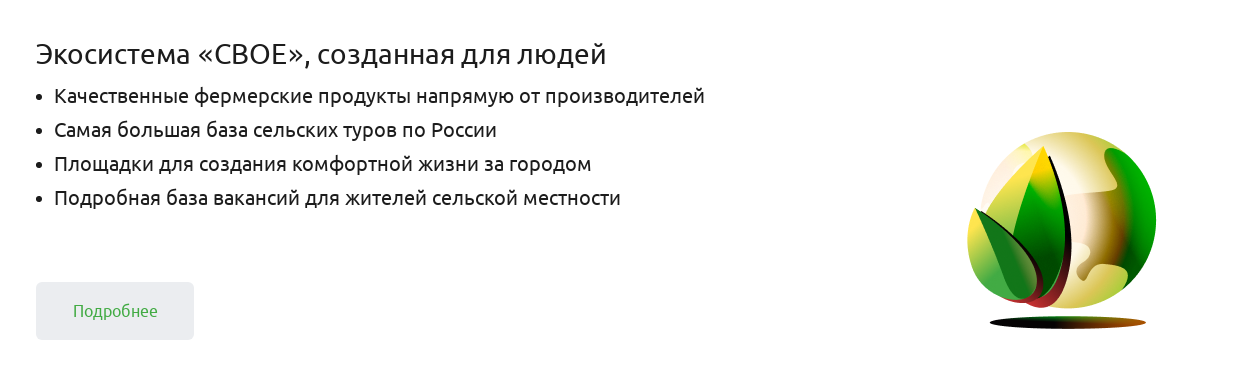 Экосистема «СВОЕ», созданная для людей
• Качественные фермерские продукты напрямую от производителей
• Самая большая база сельских туров по России
• Площадки для создания комфортной жизни за городом
• Подробная база вакансий для жителей сельской местности
Подробнее